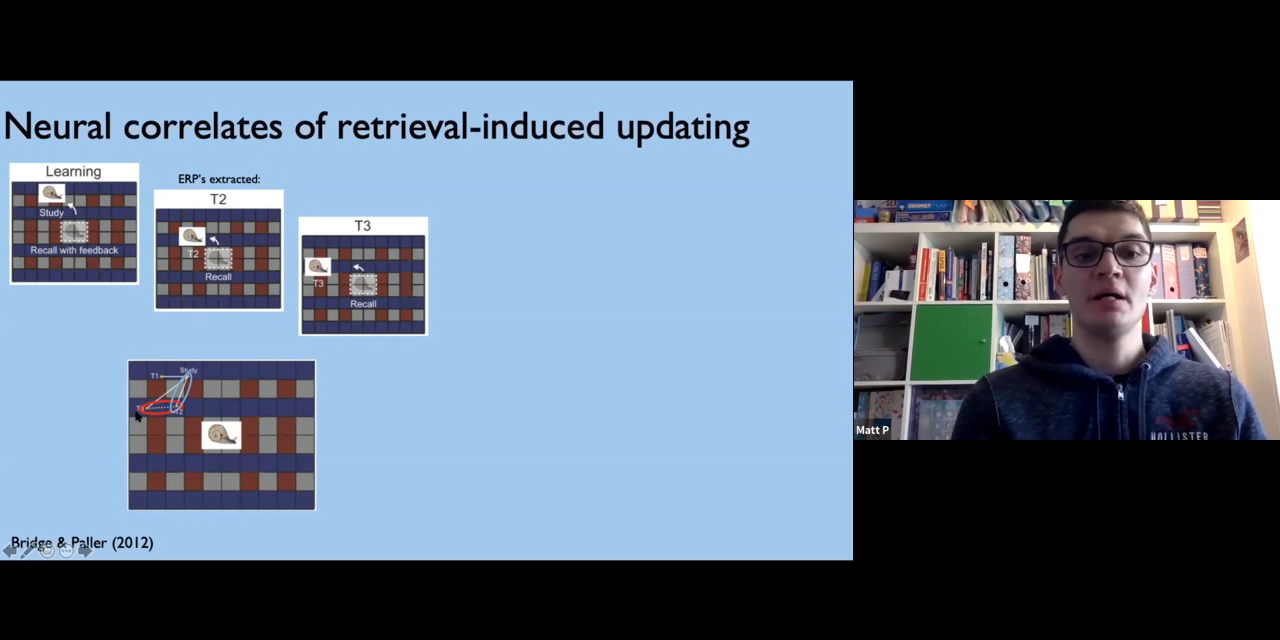 Neural correlates of retrieval-induced updating
Learning
Study
Recall with feedback
ERP's extracted:
T2
T2
Recall
T3
T3
Recall
T1
Study
Bridge & Paller (2012)
Matt P
HOLLISTER